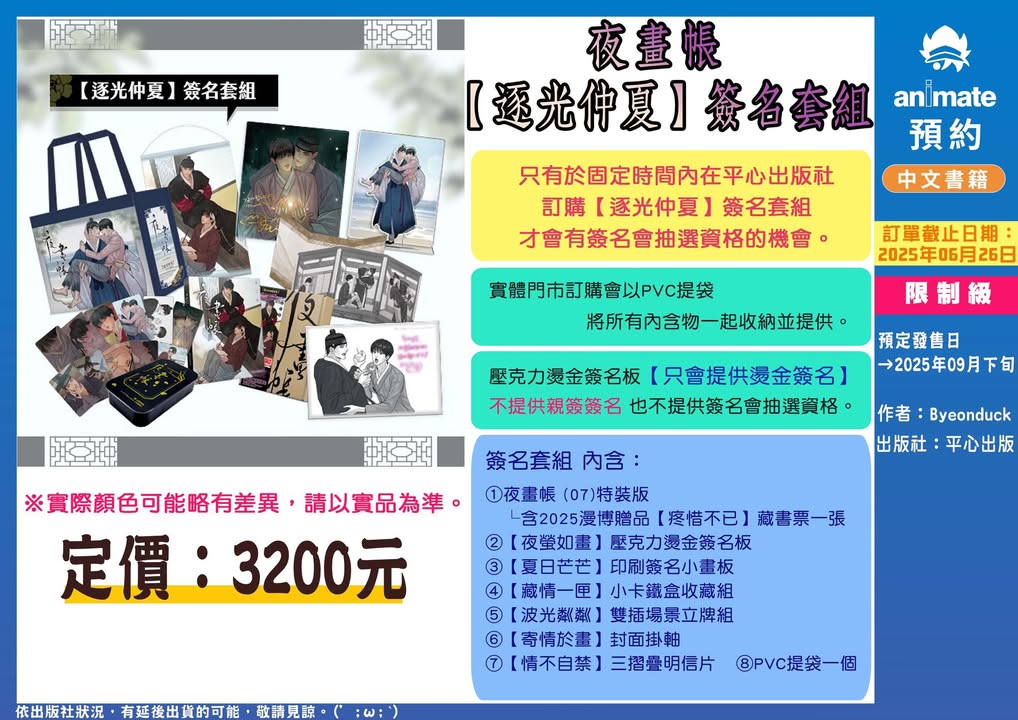 【逐光仲夏】簽名套組
夜畫帳
【逐光仲夏】簽名套組
只有於固定時間內在平心出版社
訂購【逐光仲夏】簽名套組
才會有簽名會抽選資格的機會。
實體門市訂購會以PVC提袋
將所有內含物一起收納並提供。
壓克力燙金簽名板【只會提供燙金簽名】
不提供親簽簽名 也不提供簽名會抽選資格。
簽名套組 內含：
①夜畫帳 (07)特裝版
└含2025漫博贈品【疼惜不已】藏書票一張
②【夜螢如畫】壓克力燙金簽名板
③【夏日芒芒】印刷簽名小畫板
④【藏情一匣】小卡鐵盒收藏組
⑤【波光粼粼】雙插場景立牌組
⑥【寄情於畫】封面掛軸
⑦【情不自禁】三摺疊明信片 ⑧PVC提袋一個
※實際顏色可能略有差異，請以實品為準。
定價：3200元
依出版社狀況，有延後出貨的可能，敬請見諒。(´;ω;`)
animate
預約
中文書籍
訂單截止日期：
2025年06月26日
限制級
預定發售日
→2025年09月下旬
作者：Byeonduck
出版社：平心出版